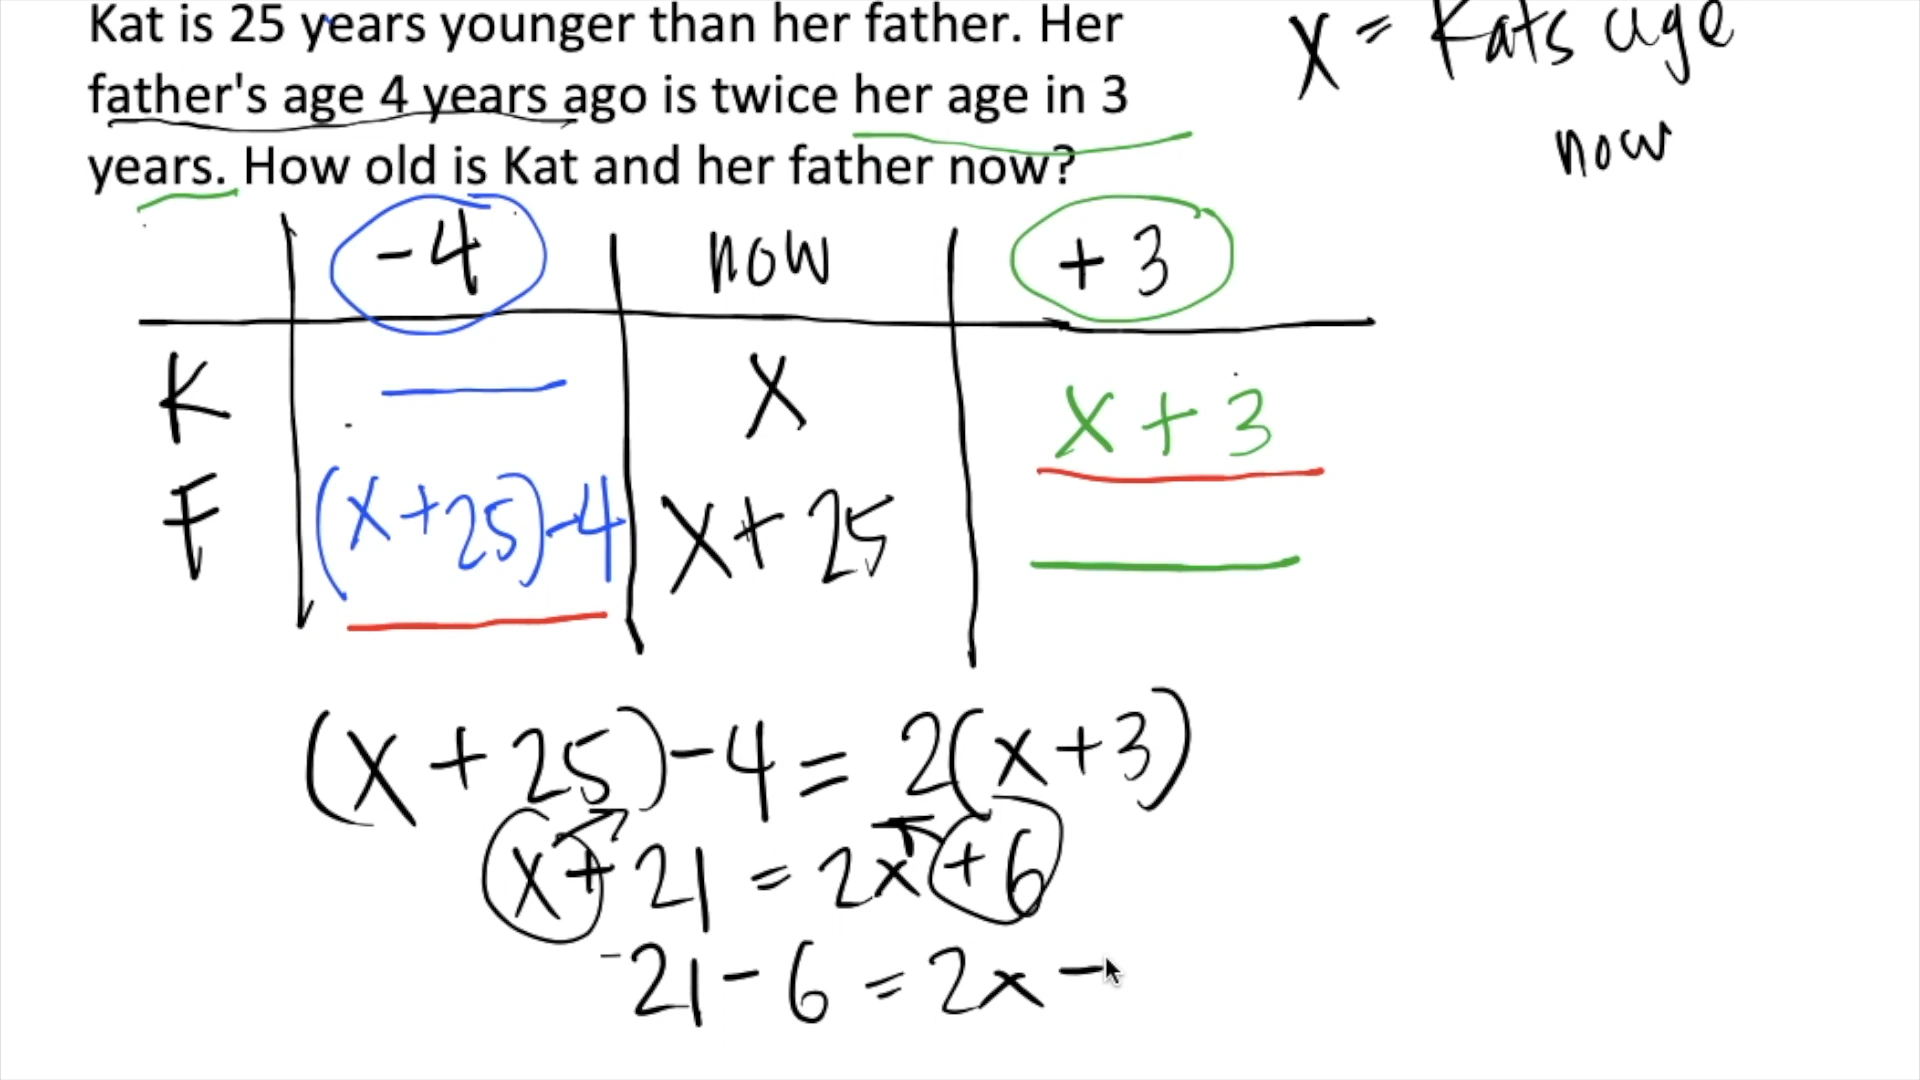 Kat is 25 years younger than her father. Her
father's age 4 years ago is twice her age in 3
years. How old is Kat and her father now?
X = Kats age
now
-4 now +3
K X X + 3
F (X+25)-4 X+ 25
(X + 25)-4 = 2(x+3)
x + 21 = 2x + 6
-21 - 6 = 2x -